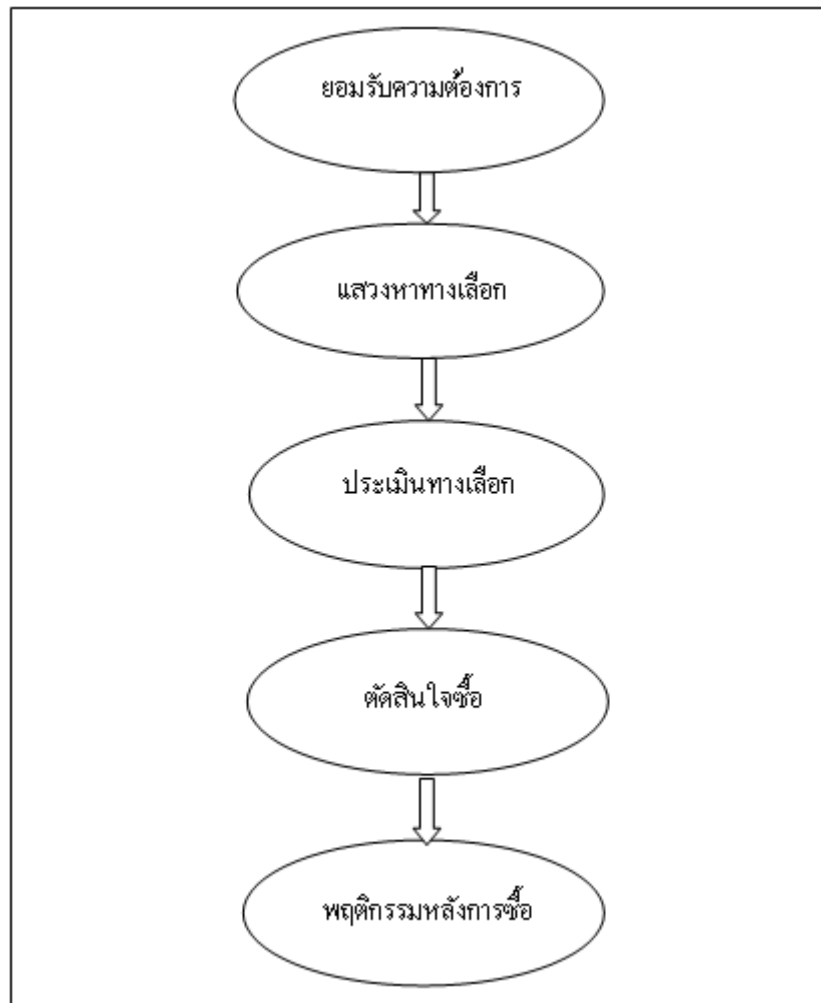 ยอมรับความต้องการ
แสวงหาทางเลือก
ประเมินทางเลือก
ตัดสินใจซื้อ
พฤติกรรมหลังการซื้อ